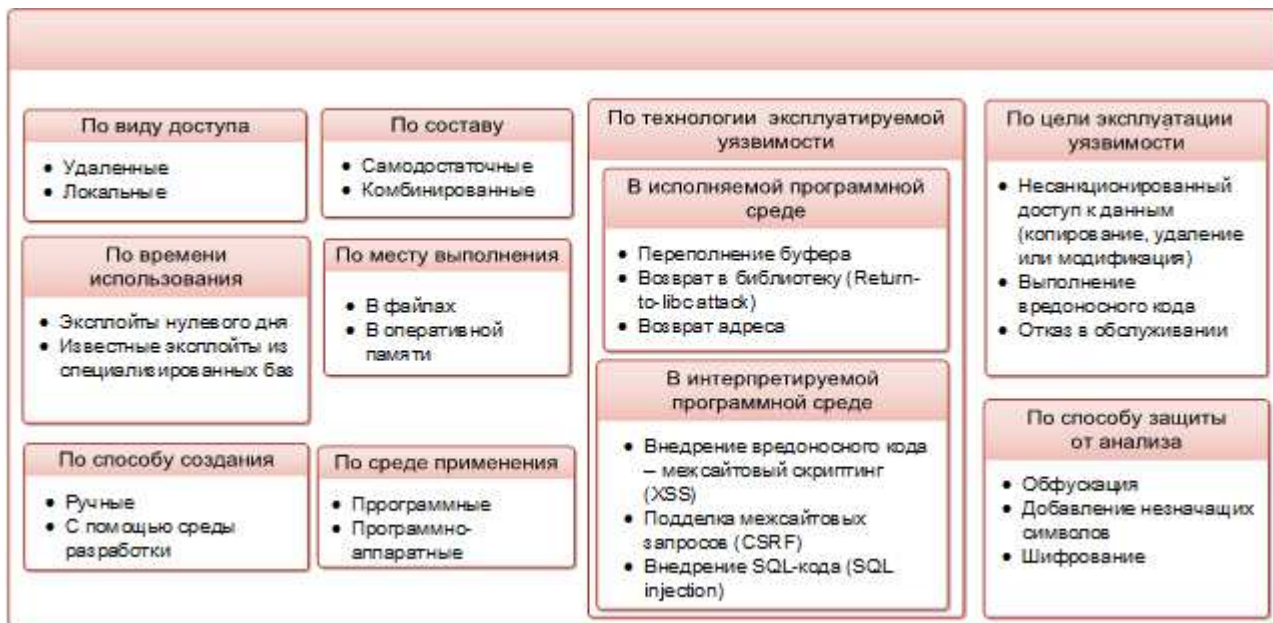 По виду доступа
• Удаленные
• Локальные
По составу
• Самодостаточные
• Комбинированные
По технологии эксплуатируемой
уязвимости
В исполняемой программной
среде
• Переполнение буфера
• Возврат в библиотеку (Return-
to-libc attack)
• Возврат адреса
В интерпретируемой
программной среде
• Внедрение вредоносного кода
– межсайтовый скриптинг
(XSS)
• Подделка межсайтовых
запросов (CSRF)
• Внедрение SQL-кода (SQL
injection)
По цели эксплуатации
уязвимости
• Несанкционированный
доступ к данным
(копирование, удаление
или модификация)
• Выполнение
вредоносного кода
• Отказ в обслуживании
По времени
использования
• Эксплойты нулевого дня
• Известные эксплойты из
специализированных баз
По месту выполнения
• В файлах
• В оперативной
памяти
По способу создания
• Ручные
• С помощью среды
разработки
По среде применения
• Пррограммные
• Программно-
аппаратные
По способу защиты
от анализа
• Обфускация
• Добавление незначащих
символов
• Шифрование